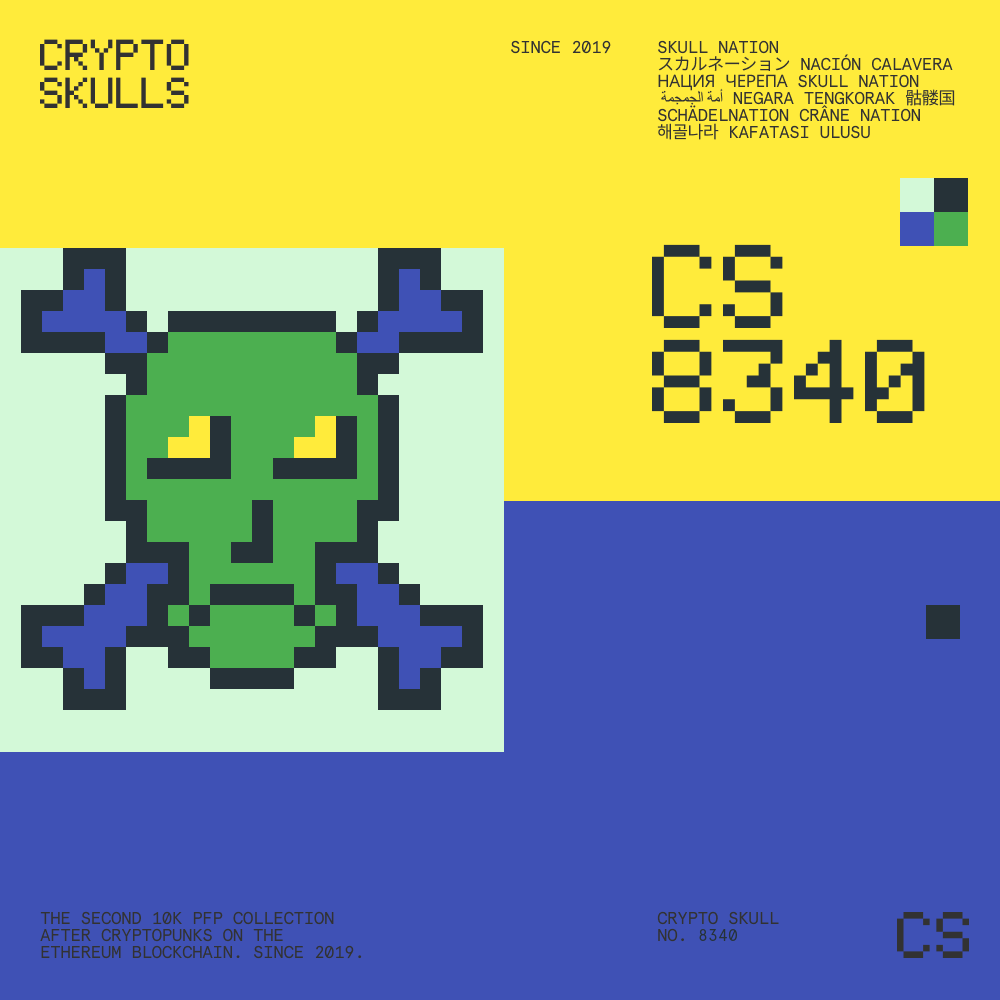 CRYPTO
SKULLS
SINCE 2019
SKULL NATION
スカルネーション NACIÓN CALAVERA
НАЦИЯ ЧЕРЕПА SKULL NATION
أمة الجمجمة NEGARA TENGKORAK 骷髅国
SCHÄDELNATION CRÂNE NATION
해골나라 KAFATASI ULUSU
CS
8340
THE SECOND 10K PFP COLLECTION
AFTER CRYPTOPUNKS ON THE
ETHEREUM BLOCKCHAIN. SINCE 2019.
CRYPTO SKULL
NO. 8340
CS